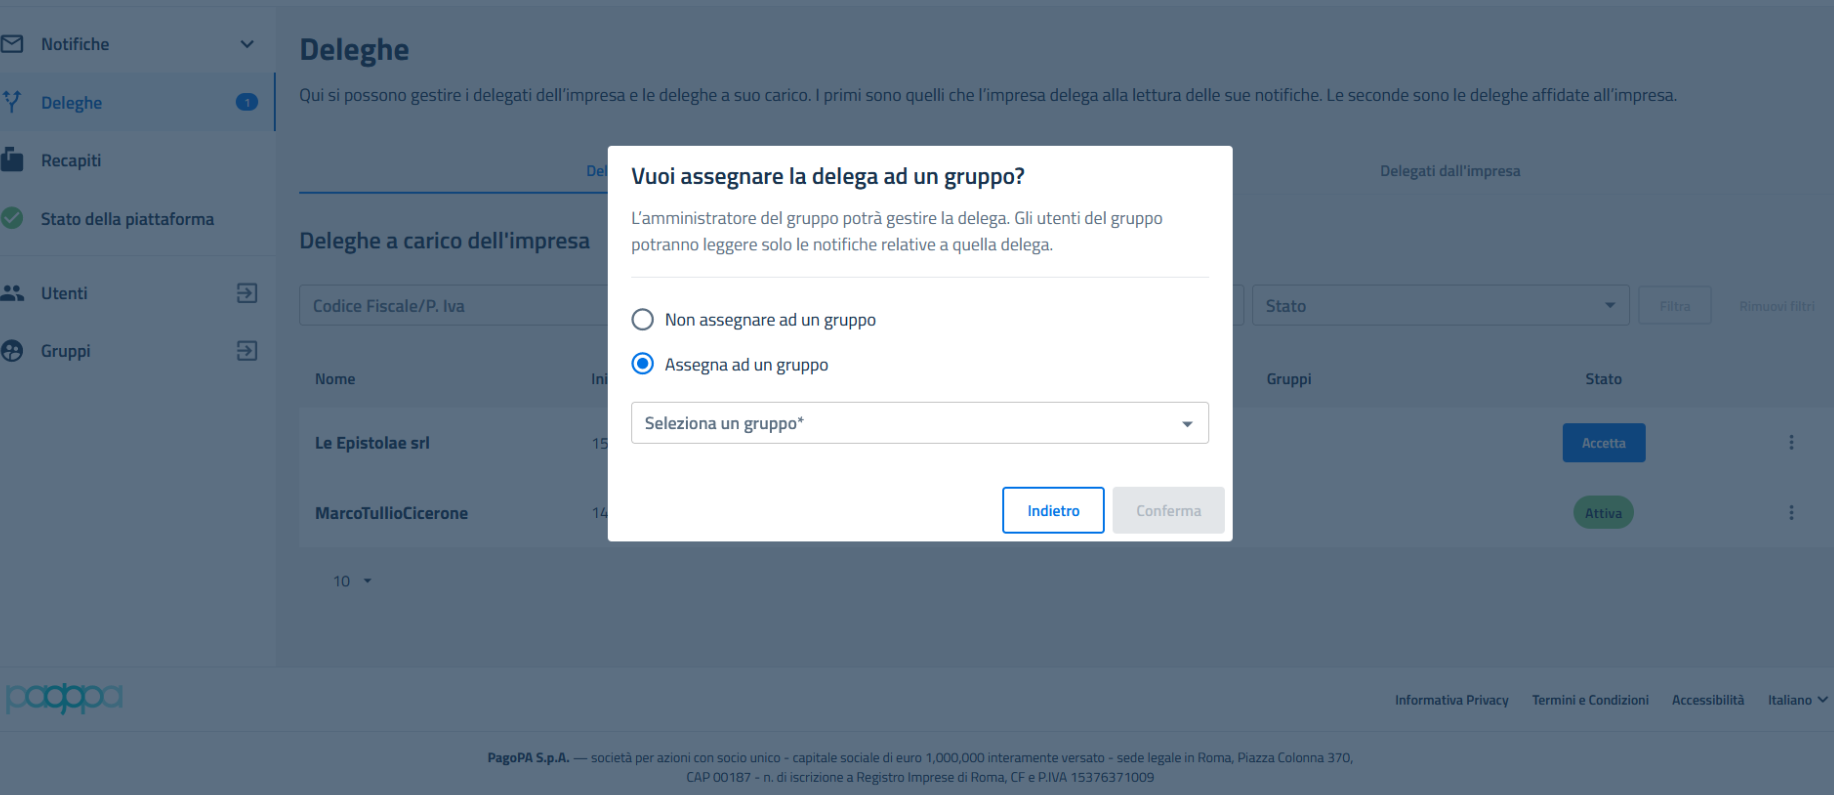 Notifiche
Deleghe
1
Recapiti
Stato della piattaforma
Utenti
Gruppi
Deleghe
Qui si possono gestire i delegati dell'impresa e le deleghe a suo carico. I primi sono quelli che l'impresa delega alla lettura delle sue notifiche. Le seconde sono le deleghe affidate all'impresa.
Delegati dall'impresa
Deleghe a carico dell'impresa
Codice Fiscale/P. Iva
Stato
Filtra
Rimuovi filtri
Nome
Gruppi
Stato
Le Epistolae srl
15
Accetta
MarcoTullioCicerone
14
Attiva
10
Vuoi assegnare la delega ad un gruppo?
L'amministratore del gruppo potrà gestire la delega. Gli utenti del gruppo
potranno leggere solo le notifiche relative a quella delega.
Non assegnare ad un gruppo
Assegna ad un gruppo
Seleziona un gruppo*
Indietro
Conferma
pagopa
Informativa Privacy
Termini e Condizioni
Accessibilità
Italiano
PagoPA S.p.A. — società per azioni con socio unico - capitale sociale di euro 1,000,000 interamente versato - sede legale in Roma, Piazza Colonna 370,
CAP 00187 - n. di iscrizione a Registro Imprese di Roma, CF e P.IVA 15376371009